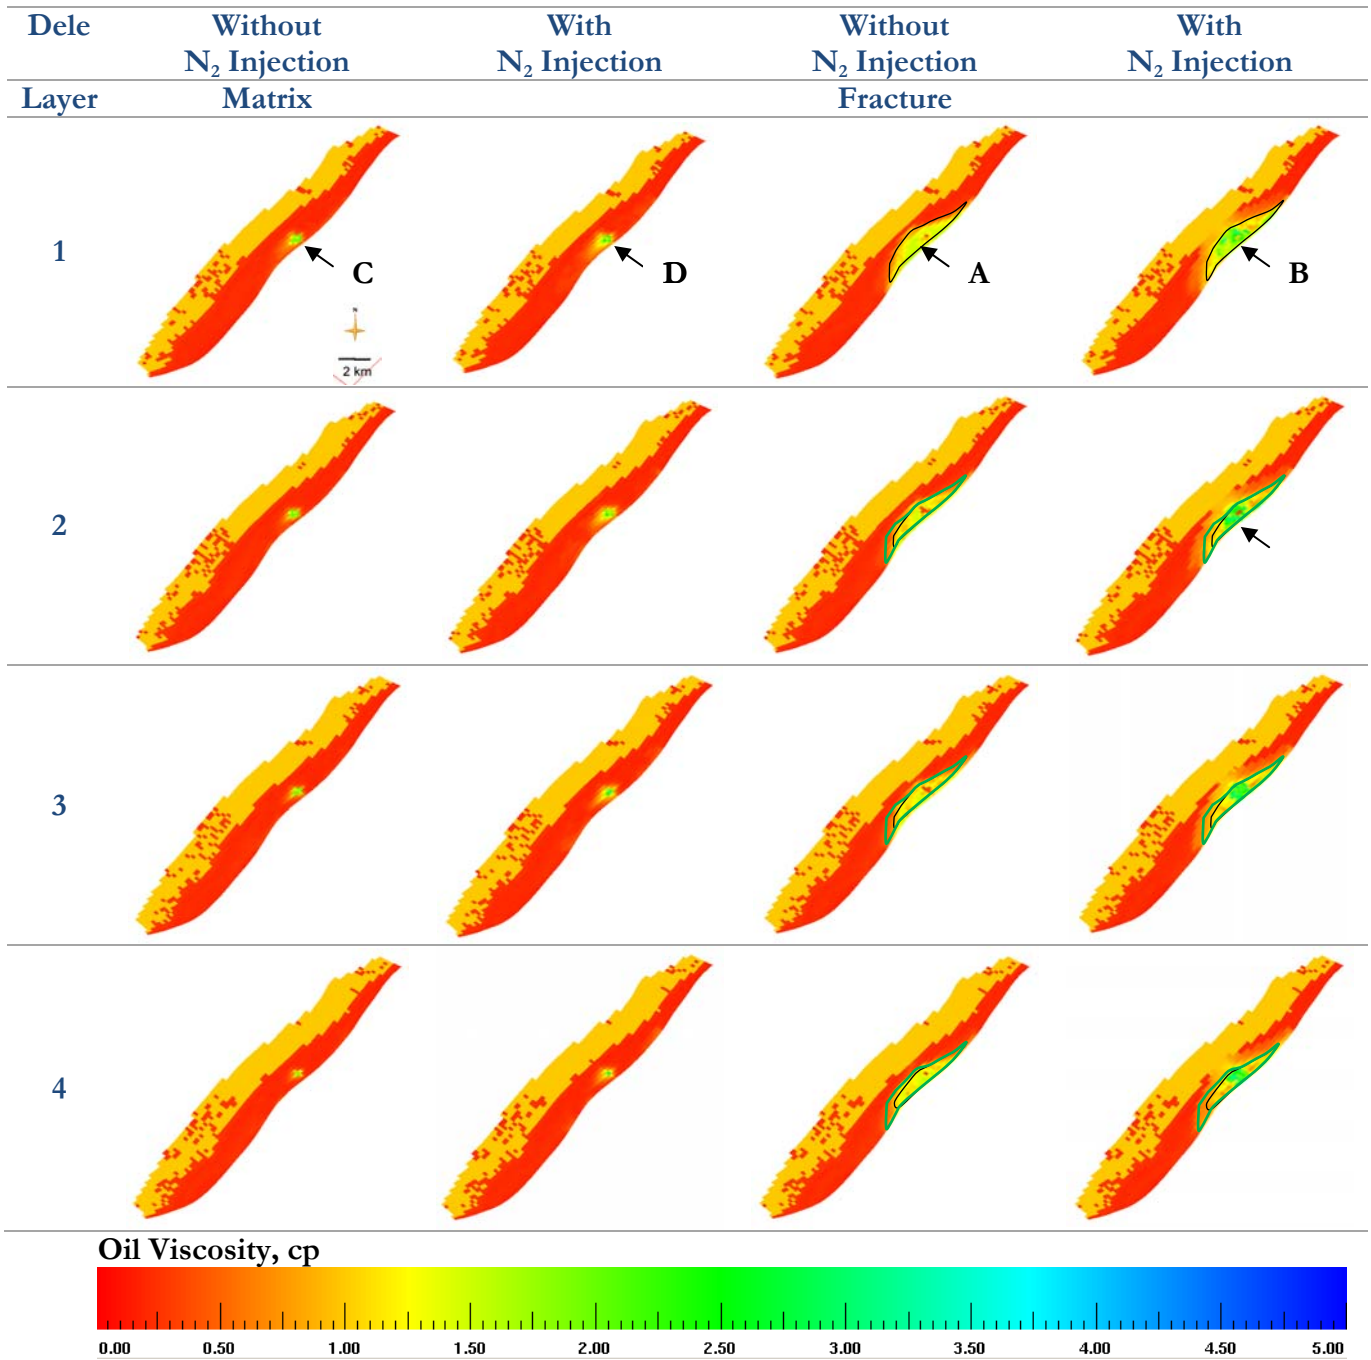 Dele Without N₂ Injection With N₂ Injection Without N₂ Injection With N₂ Injection
Layer Matrix Fracture
1
C
D
A
B
N
2 km
2
3
4
Oil Viscosity, cp
0.00 0.50 1.00 1.50 2.00 2.50 3.00 3.50 4.00 4.50 5.00